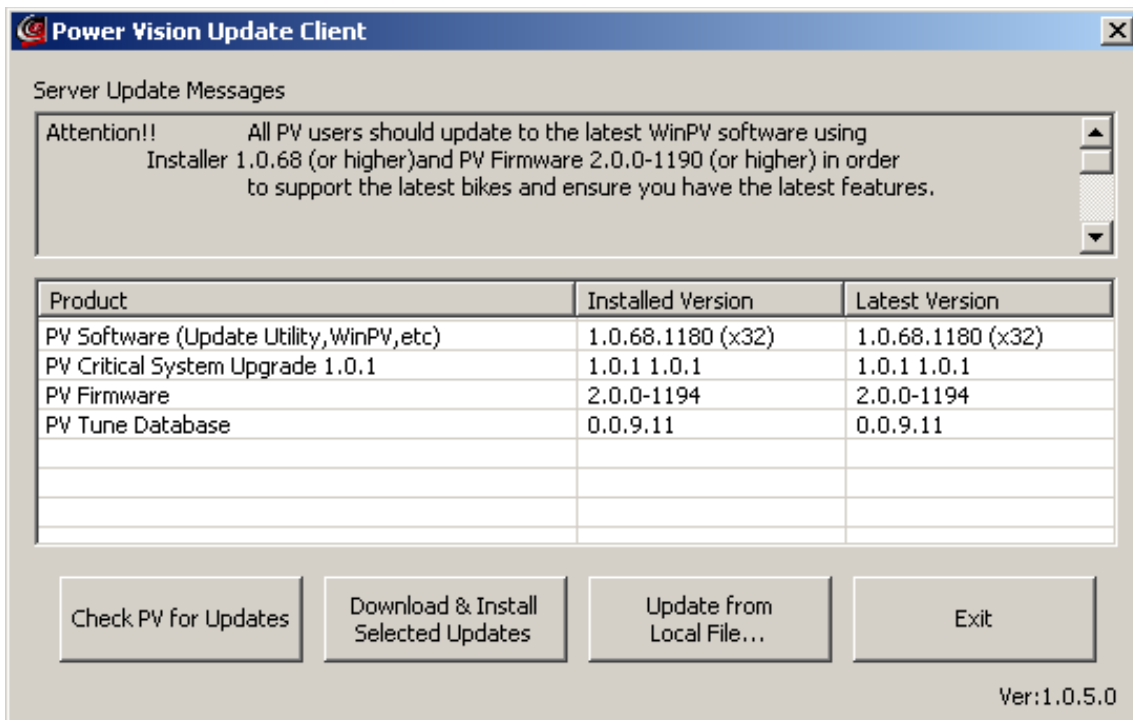 Power Vision Update Client
Server Update Messages
Attention!! All PV users should update to the latest WinPV software using
Installer 1.0.68 (or higher)and PV Firmware 2.0.0-1190 (or higher) in order
to support the latest bikes and ensure you have the latest features.
Product Installed Version Latest Version
PV Software (Update Utility,WinPV,etc) 1.0.68.1180 (x32) 1.0.68.1180 (x32)
PV Critical System Upgrade 1.0.1 1.0.1 1.0.1 1.0.1 1.0.1
PV Firmware 2.0.0-1194 2.0.0-1194
PV Tune Database 0.0.9.11 0.0.9.11
Check PV for Updates
Download & Install
Selected Updates
Update from
Local File...
Exit
Ver:1.0.5.0